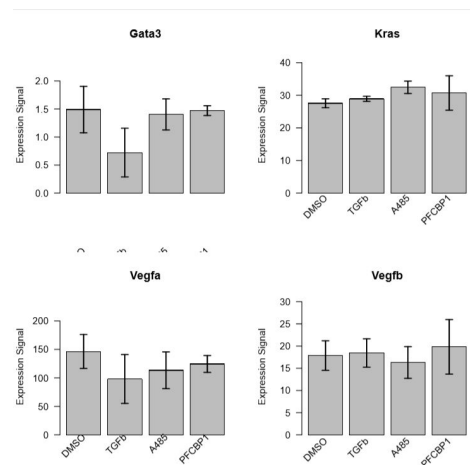 Gata3
Expression Signal
2.0
1.5
1.0
0.5
0.0
Kras
Expression Signal
40
30
20
10
0
DMSO
TGFb
A485
PFCBP1
Vegfa
Expression Signal
200
150
100
50
0
DMSO
TGFb
A485
PFCBP1
Vegfb
Expression Signal
30
25
20
15
10
5
0
DMSO
TGFb
A485
PFCBP1